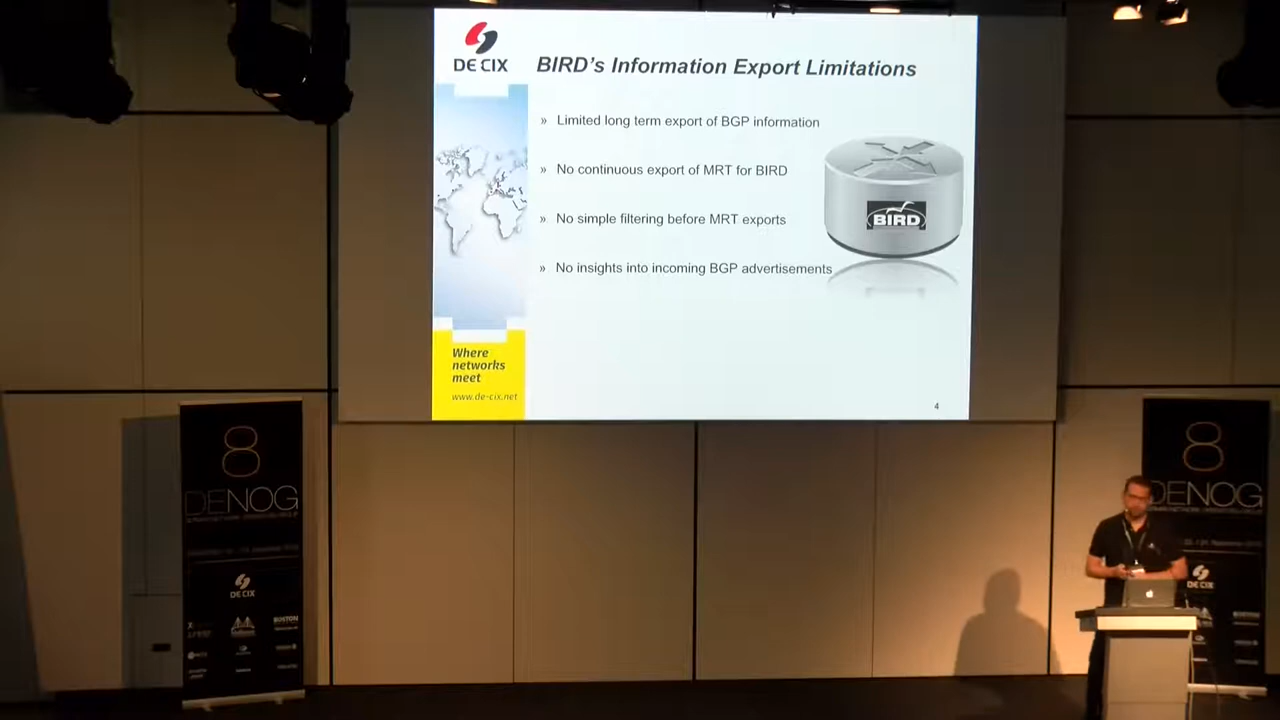 DE CIX
BIRD's Information Export Limitations
» Limited long term export of BGP information
» No continuous export of MRT for BIRD
» No simple filtering before MRT exports
» No insights into incoming BGP advertisements
BIRD
Where
networks
meet
www.de-cix.net
4
8
DENOG
DE CIX
BOSTON
8
DENOG
DE CIX